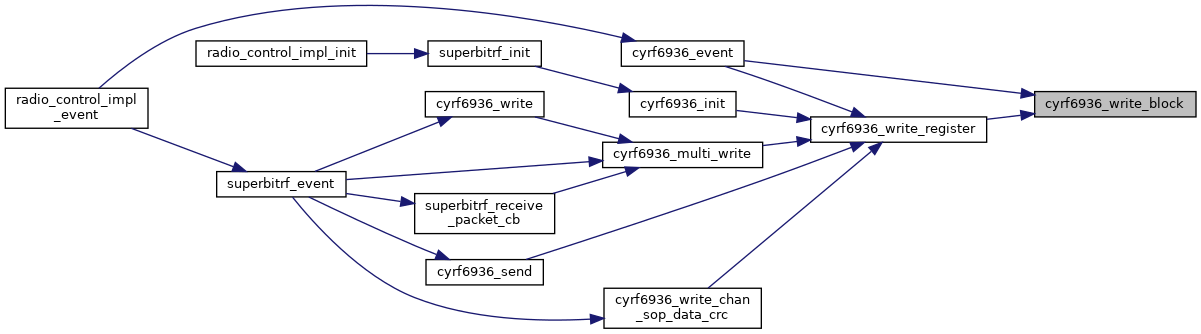 radio_control_impl_init
superbitrf_init
cyrf6936_event
radio_control_impl
_event
cyrf6936_write
cyrf6936_init
cyrf6936_write_block
cyrf6936_write_register
cyrf6936_multi_write
superbitrf_event
superbitrf_receive
_packet_cb
cyrf6936_send
cyrf6936_write_chan
_sop_data_crc